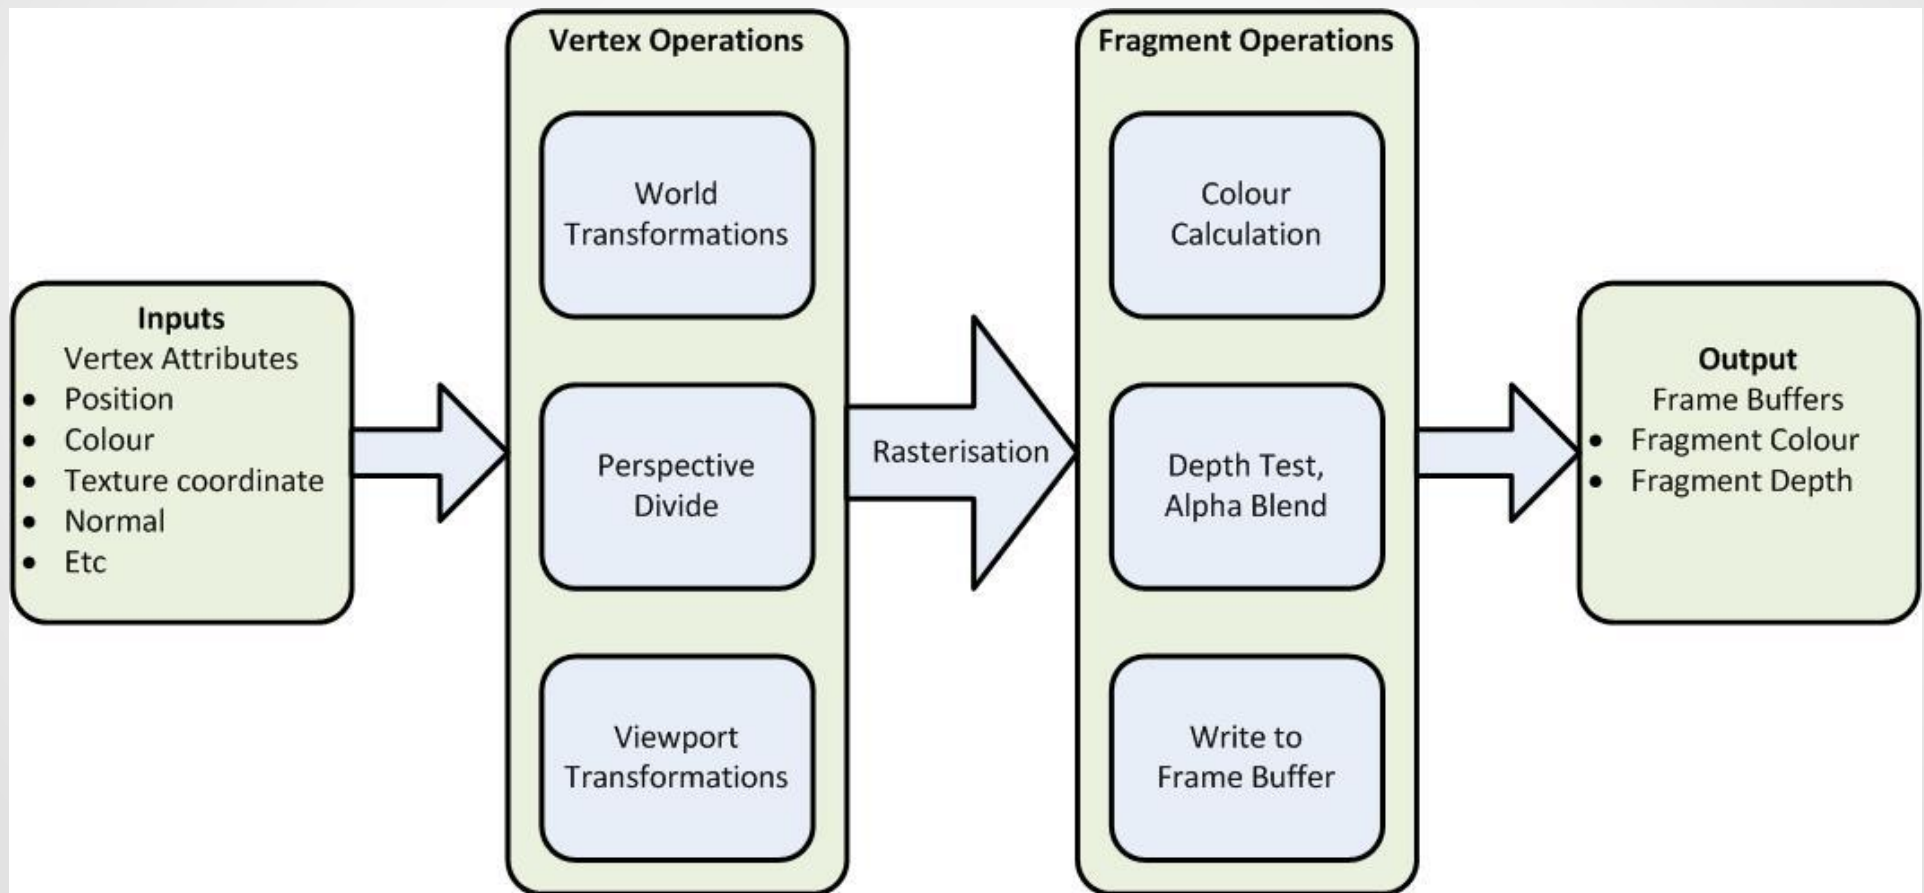 Inputs
Vertex Attributes
• Position
• Colour
• Texture coordinate
• Normal
• Etc
Vertex Operations
World
Transformations
Perspective
Divide
Viewport
Transformations
Rasterisation
Fragment Operations
Colour
Calculation
Depth Test,
Alpha Blend
Write to
Frame Buffer
Output
Frame Buffers
• Fragment Colour
• Fragment Depth